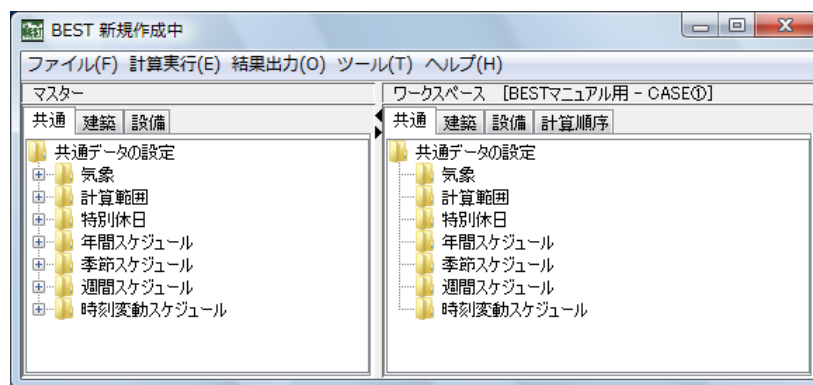 BEST 新規作成中
ファイル(F) 計算実行(E) 結果出力(O) ツール(T) ヘルプ(H)
マスター
共通 建築 設備
共通データの設定
気象
計算範囲
特別休日
年間スケジュール
季節スケジュール
週間スケジュール
時刻変動スケジュール
ワークスペース [BESTマニュアル用 - CASE①]
共通 建築 設備 計算順序
共通データの設定
気象
計算範囲
特別休日
年間スケジュール
季節スケジュール
週間スケジュール
時刻変動スケジュール